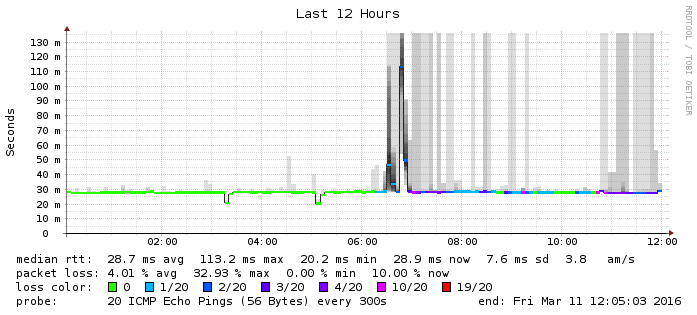 Last 12 Hours
RRDTOOL / TOBI OETIKER
Seconds
130 m
120 m
110 m
100 m
90 m
80 m
70 m
60 m
50 m
40 m
30 m
20 m
10 m
0
02:00 04:00 06:00 08:00 10:00 12:00
median rtt: 28.7 ms avg 113.2 ms max 20.2 ms min 28.9 ms now 7.6 ms sd 3.8 am/s
packet loss: 4.01 % avg 32.93 % max 0.00 % min 10.00 % now
loss color: 0 1/20 2/20 3/20 4/20 10/20 19/20
probe: 20 ICMP Echo Pings (56 Bytes) every 300s end: Fri Mar 11 12:05:03 2016